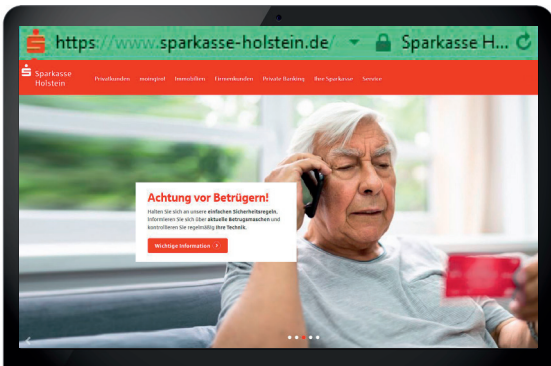 https://www.sparkasse-holstein.de/ Sparkasse H...
Sparkasse
Holstein
Privatkunden moingiro! Immobilien Firmenkunden Private Banking Ihre Sparkasse Service
Achtung vor Betrügern!
Halten Sie sich an unsere einfachen Sicherheitsregeln.
Informieren Sie sich über aktuelle Betrugsmaschen und
kontrollieren Sie regelmäßig Ihre Technik.
Wichtige Information